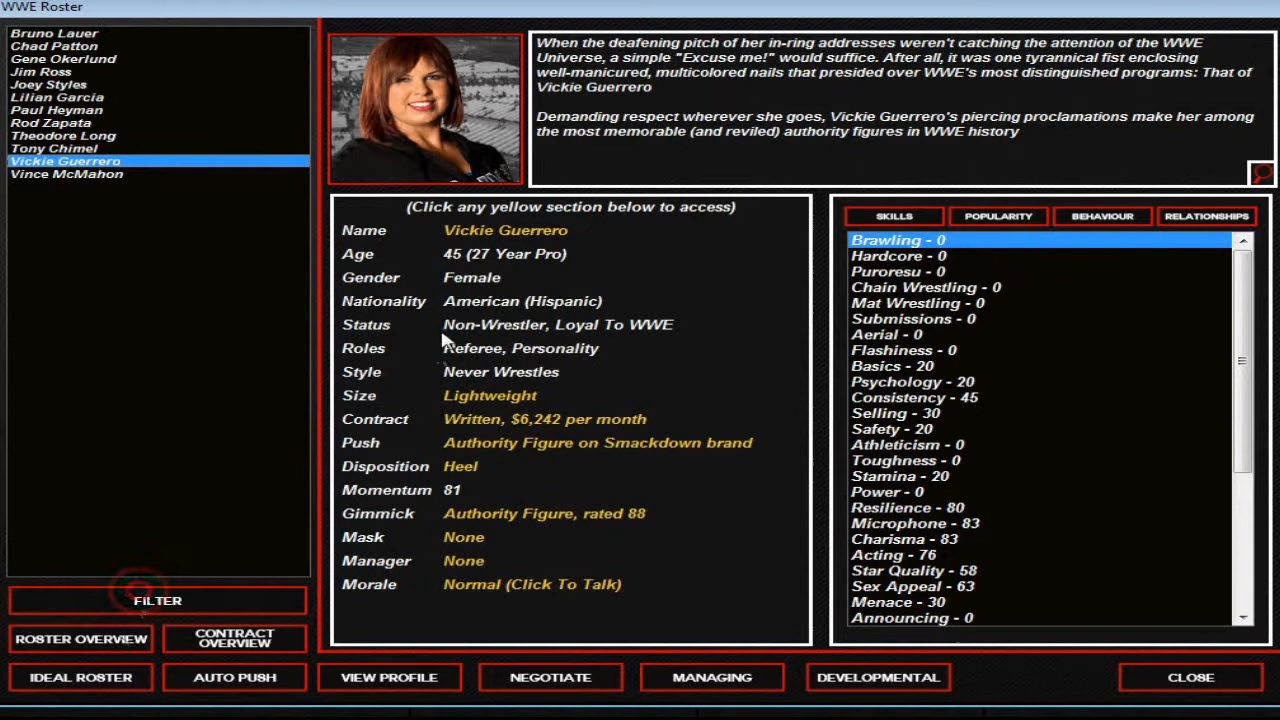 WWE Roster
Bruno Lauer
Chad Patton
Gene Okerlund
Jim Ross
Joey Styles
Lilian Garcia
Paul Heyman
Rod Zapata
Theodore Long
Tony Chimel
Vickie Guerrero
Vince McMahon
When the deafening pitch of her in-ring addresses weren't catching the attention of the WWE
Universe, a simple "Excuse me!" would suffice. After all, it was one tyrannical fist enclosing
well-manicured, multicolored nails that presided over WWE's most distinguished programs: That of
Vickie Guerrero
Demanding respect wherever she goes, Vickie Guerrero's piercing proclamations make her among
the most memorable (and reviled) authority figures in WWE history
(Click any yellow section below to access)
Name Vickie Guerrero
Age 45 (27 Year Pro)
Gender Female
Nationality American (Hispanic)
Status Non-Wrestler, Loyal To WWE
Roles Referee, Personality
Style Never Wrestles
Size Lightweight
Contract Written, $6,242 per month
Push Authority Figure on Smackdown brand
Disposition Heel
Momentum 81
Gimmick Authority Figure, rated 88
Mask None
Manager None
Morale Normal (Click To Talk)
SKILLS POPULARITY BEHAVIOUR RELATIONSHIPS
Brawling - 0
Hardcore - 0
Puroresu - 0
Chain Wrestling - 0
Mat Wrestling - 0
Submissions - 0
Aerial - 0
Flashiness - 0
Basics - 20
Psychology - 20
Consistency - 45
Selling - 30
Safety - 20
Athleticism - 0
Toughness - 0
Stamina - 20
Power - 0
Resilience - 80
Microphone - 83
Charisma - 83
Acting - 76
Star Quality - 58
Sex Appeal - 63
Menace - 30
Announcing - 0
FILTER
ROSTER OVERVIEW CONTRACT OVERVIEW
IDEAL ROSTER AUTO PUSH VIEW PROFILE NEGOTIATE MANAGING DEVELOPMENTAL CLOSE